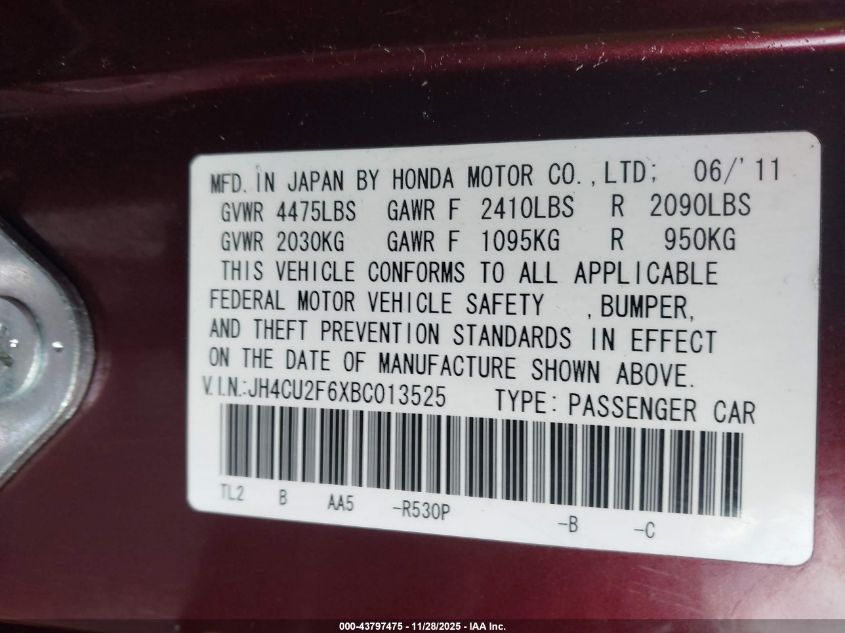 MFD. IN JAPAN BY HONDA MOTOR CO.,LTD; 06/'11
GVWR 4475LBS GAWR F 2410LBS R 2090LBS
GVWR 2030KG GAWR F 1095KG R 950KG
THIS VEHICLE CONFORMS TO ALL APPLICABLE
FEDERAL MOTOR VEHICLE SAFETY , BUMPER,
AND THEFT PREVENTION STANDARDS IN EFFECT
ON THE DATE OF MANUFACTURE SHOWN ABOVE.
V.I.N.:JH4CU2F6XBC013525 TYPE: PASSENGER CAR
TL2 B AA5 -R530P -B -C
000-43797475 - 11/28/2025 - IAA Inc.